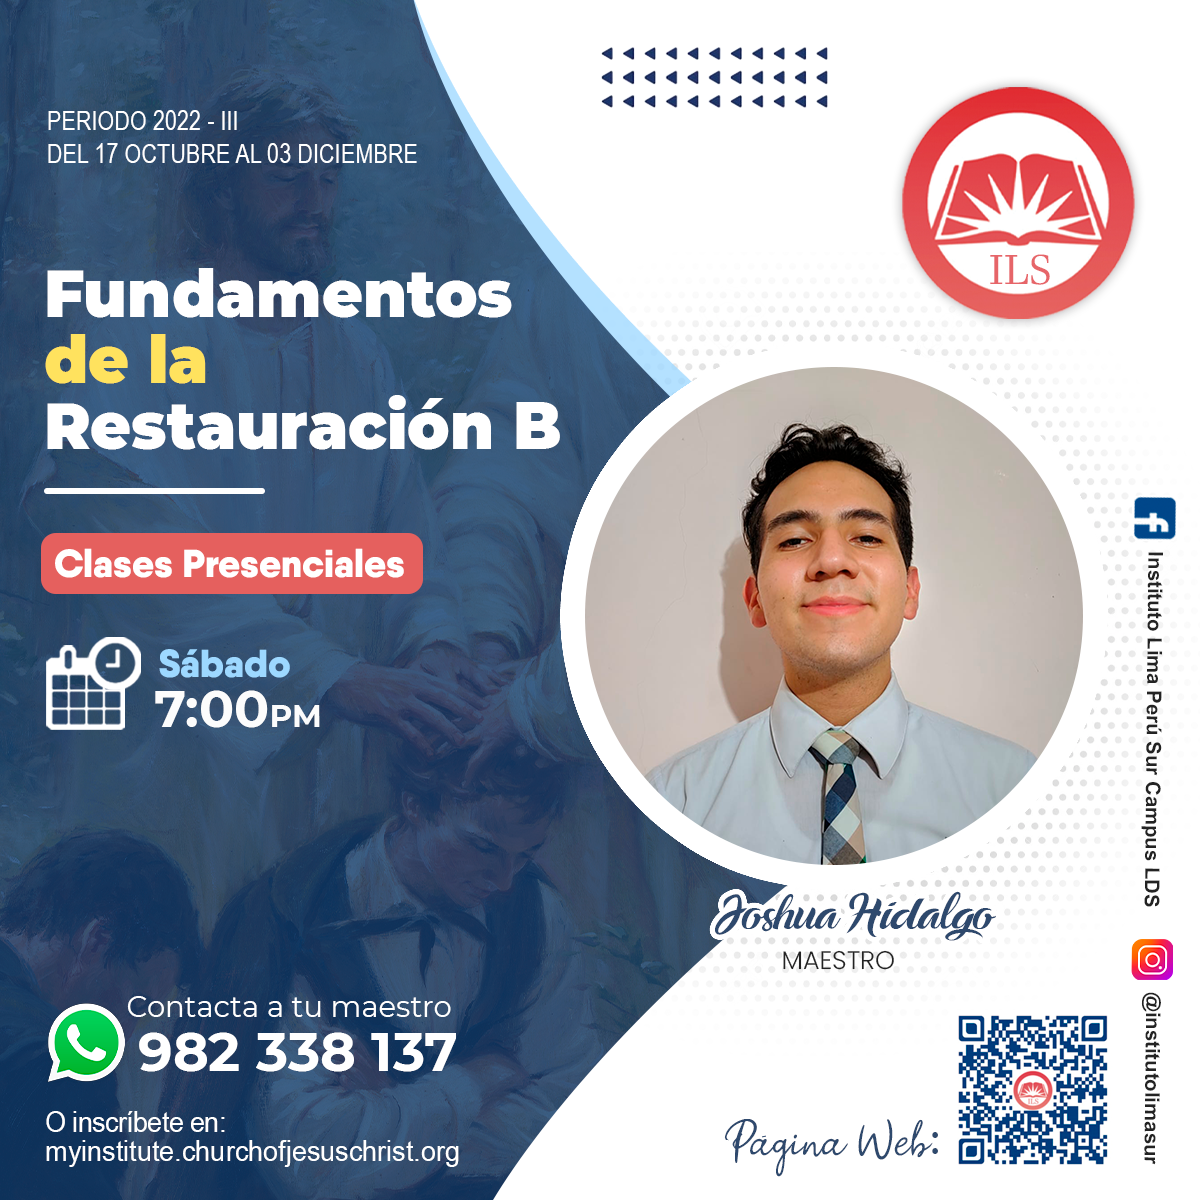 PERIODO 2022 - III
DEL 17 OCTUBRE AL 03 DICIEMBRE
ILS
Fundamentos
de la
Restauración B
Clases Presenciales
Sábado
7:00PM
Joshua Hidalgo
MAESTRO
Contacta a tu maestro
982 338 137
O inscríbete en:
myinstitute.churchofjesuschrist.org
Página Web:
ILS
Instituto Lima Perú Sur Campus LDS
@institutolimasur